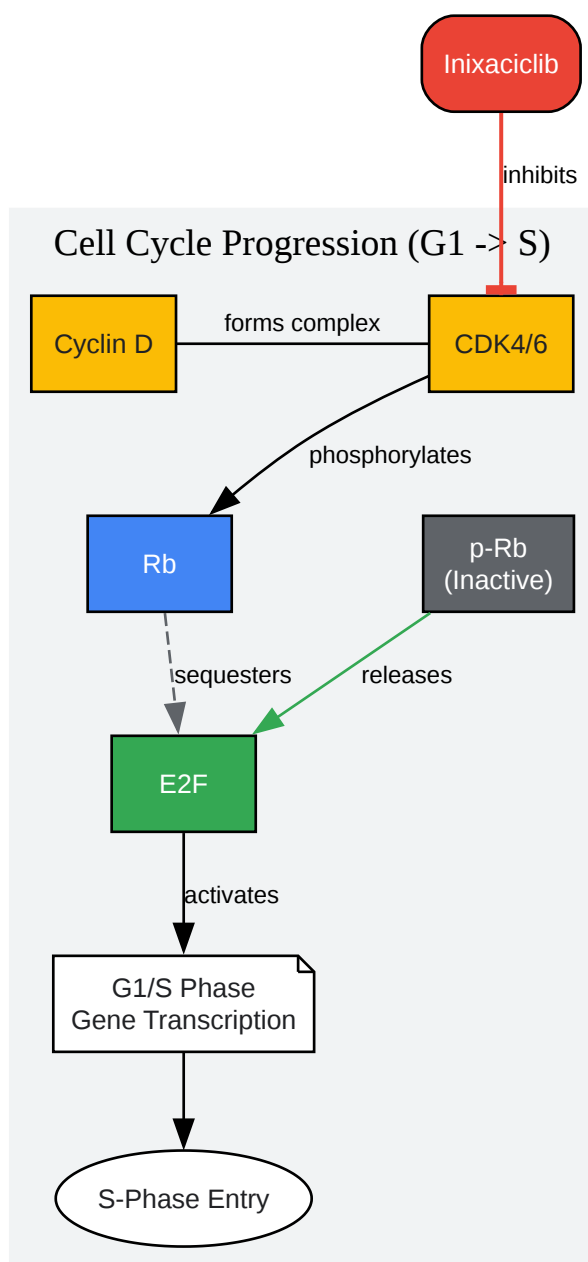 Inixaciclib
inhibits
Cell Cycle Progression (G1 -> S)
Cyclin D
forms complex
CDK4/6
phosphorylates
Rb
p-Rb
(Inactive)
sequesters
releases
E2F
activates
G1/S Phase
Gene Transcription
S-Phase Entry